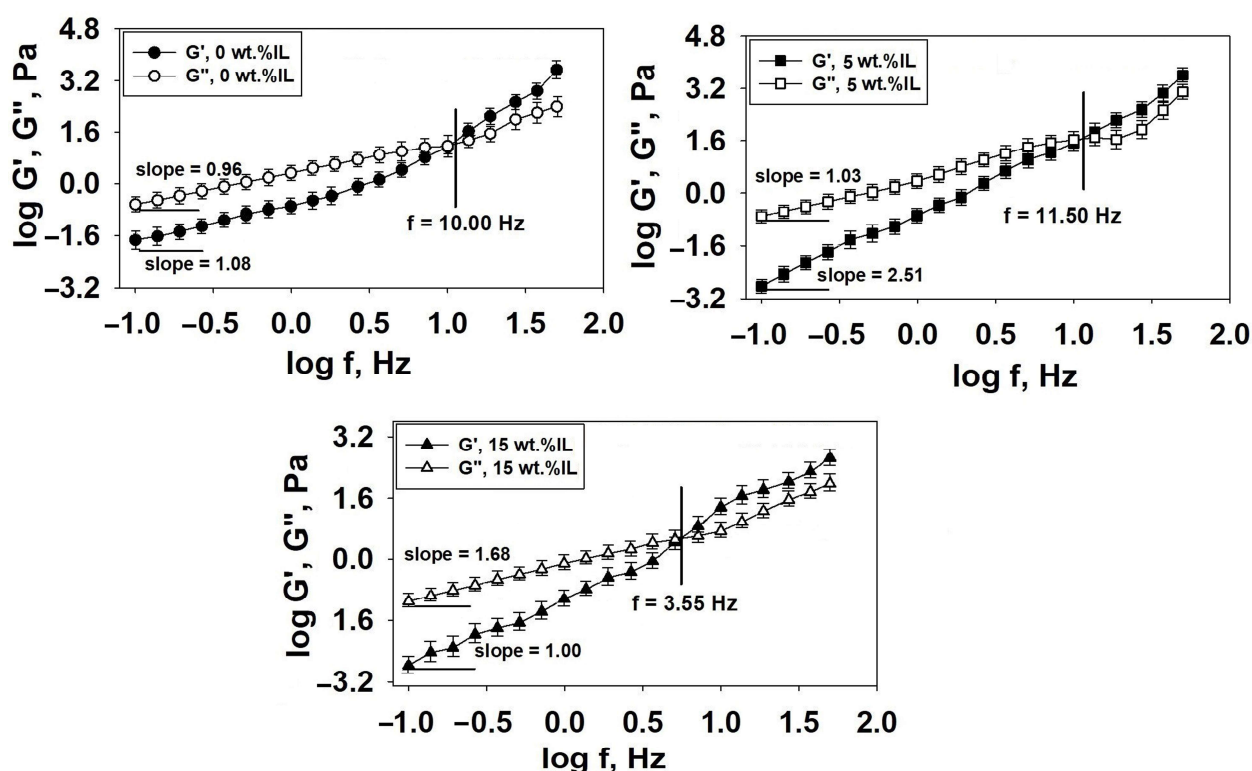 log G', G", Pa
4.8
3.2
1.6
0.0
−1.6
−3.2
G', 0 wt.%IL
G", 0 wt.%IL
slope = 0.96
f = 10.00 Hz
slope = 1.08
−1.0 −0.5 0.0 0.5 1.0 1.5 2.0
log f, Hz
log G', G", Pa
4.8
3.2
1.6
0.0
−1.6
−3.2
G', 5 wt.%IL
G", 5 wt.%IL
slope = 1.03
f = 11.50 Hz
slope = 2.51
−1.0 −0.5 0.0 0.5 1.0 1.5 2.0
log f, Hz
log G', G", Pa
3.2
1.6
0.0
1.6
−3.2
G', 15 wt.%IL
G", 15 wt.%IL
slope = 1.68
f = 3.55 Hz
slope = 1.00
−1.0 −0.5 0.0 0.5 1.0 1.5 2.0
log f, Hz